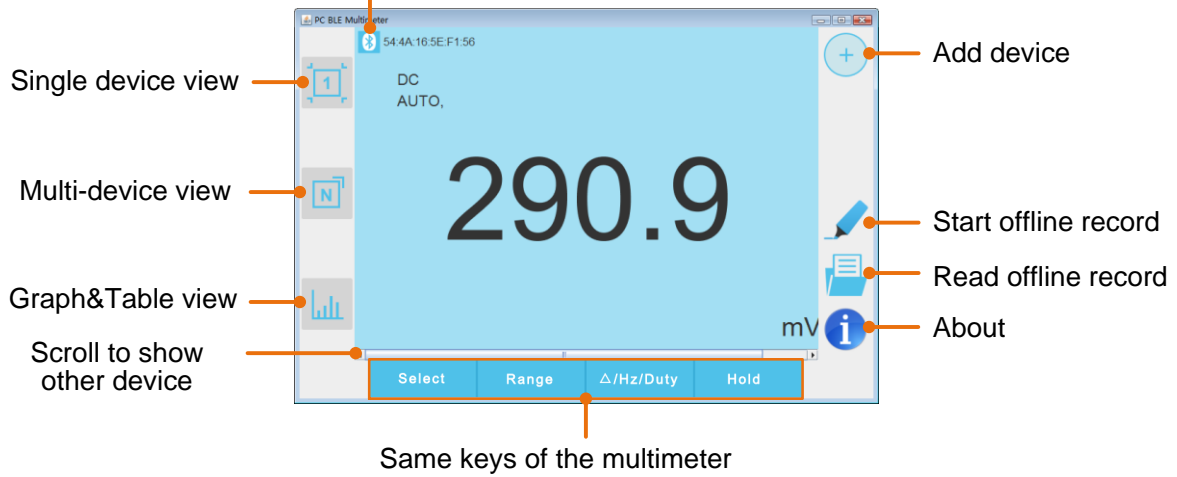 PC BLE Multimeter
54:4A:16:5E:F1:56
Add device
Single device view
1
+
DC
AUTO,
290.9
Multi-device view
N
Start offline record
Read offline record
Graph&Table view
mV
i
About
Scroll to show
other device
Select Range △/Hz/Duty Hold
Same keys of the multimeter